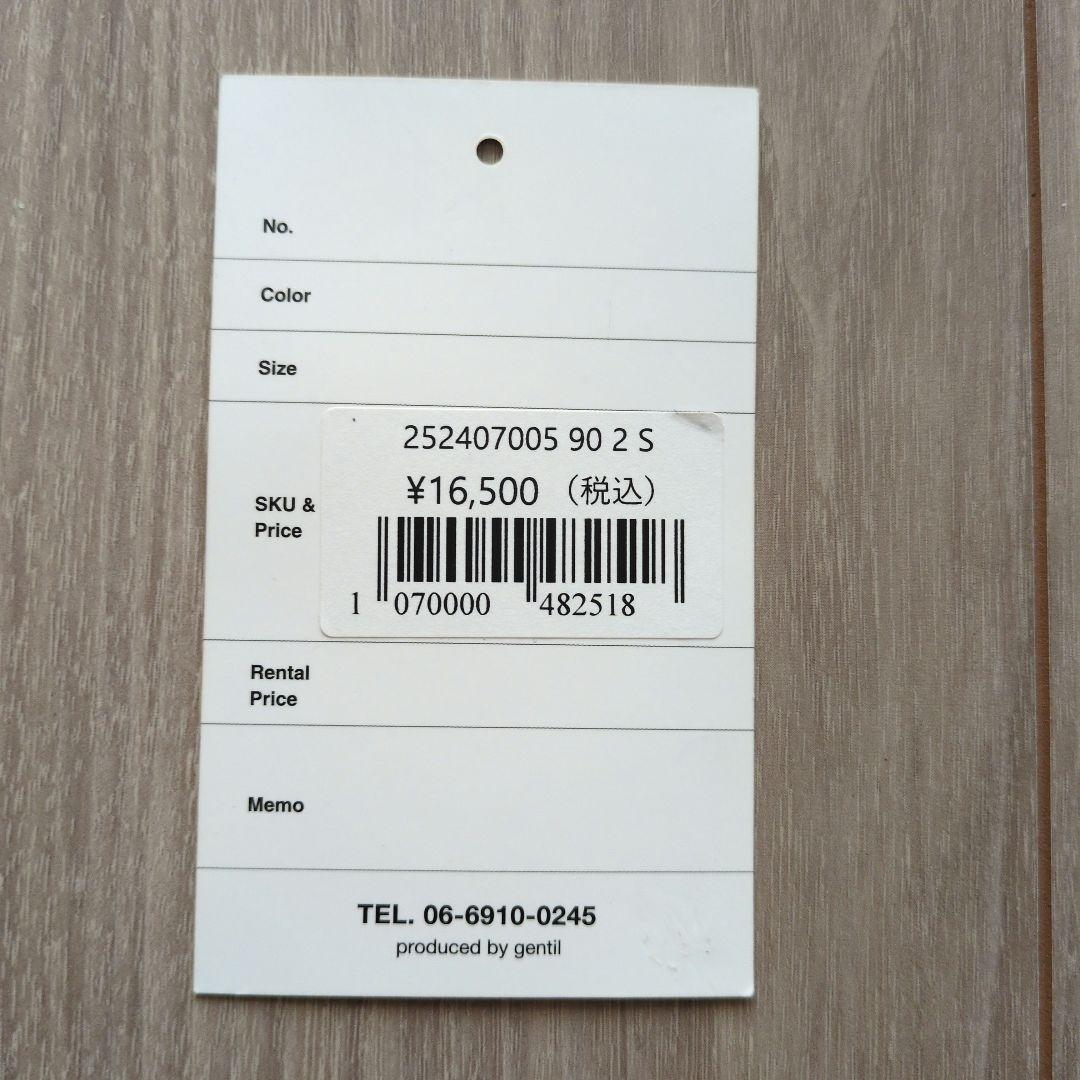 No.
Color
Size
252407005 90 2 S
¥16,500 （税込）
SKU &
Price
1 070000 482518
Rental
Price
Memo
TEL. 06-6910-0245
produced by gentil